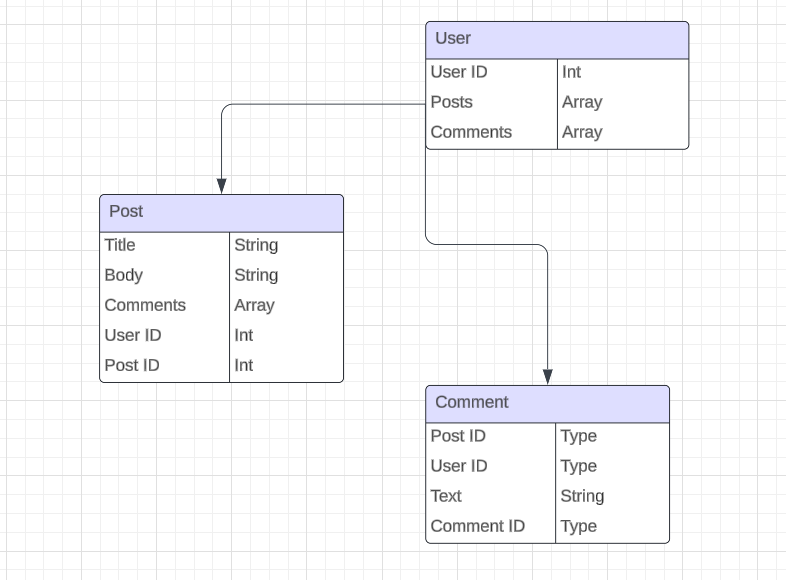 User
User ID Int
Posts Array
Comments Array
Post
Title String
Body String
Comments Array
User ID Int
Post ID Int
Comment
Post ID Type
User ID Type
Text String
Comment ID Type